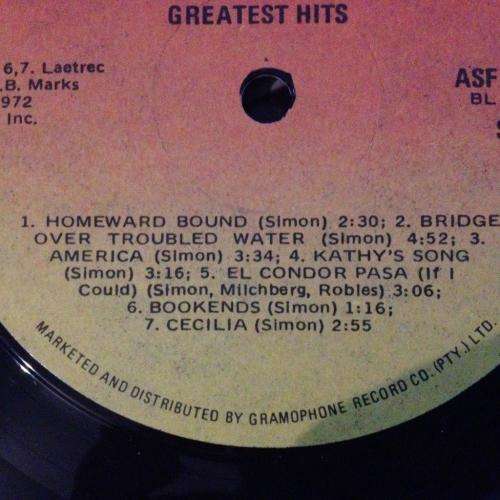 GREATEST HITS
6,7. Laetrec
.B. Marks
1972
Inc.
ASF
BL
1. HOMEWARD BOUND (Simon) 2:30; 2. BRIDGE
OVER TROUBLED WATER (Simon) 4:52; 3.
AMERICA (Simon) 3:34; 4. KATHY'S SONG
(Simon) 3:16; 5. EL CONDOR PASA (If I
Could) (Simon, Milchberg, Robles) 3:06;
6. BOOKENDS (Simon) 1:16;
7. CECILIA (Simon) 2:55
MARKETED AND DISTRIBUTED BY GRAMOPHONE RECORD CO. (PTY.) LTD.